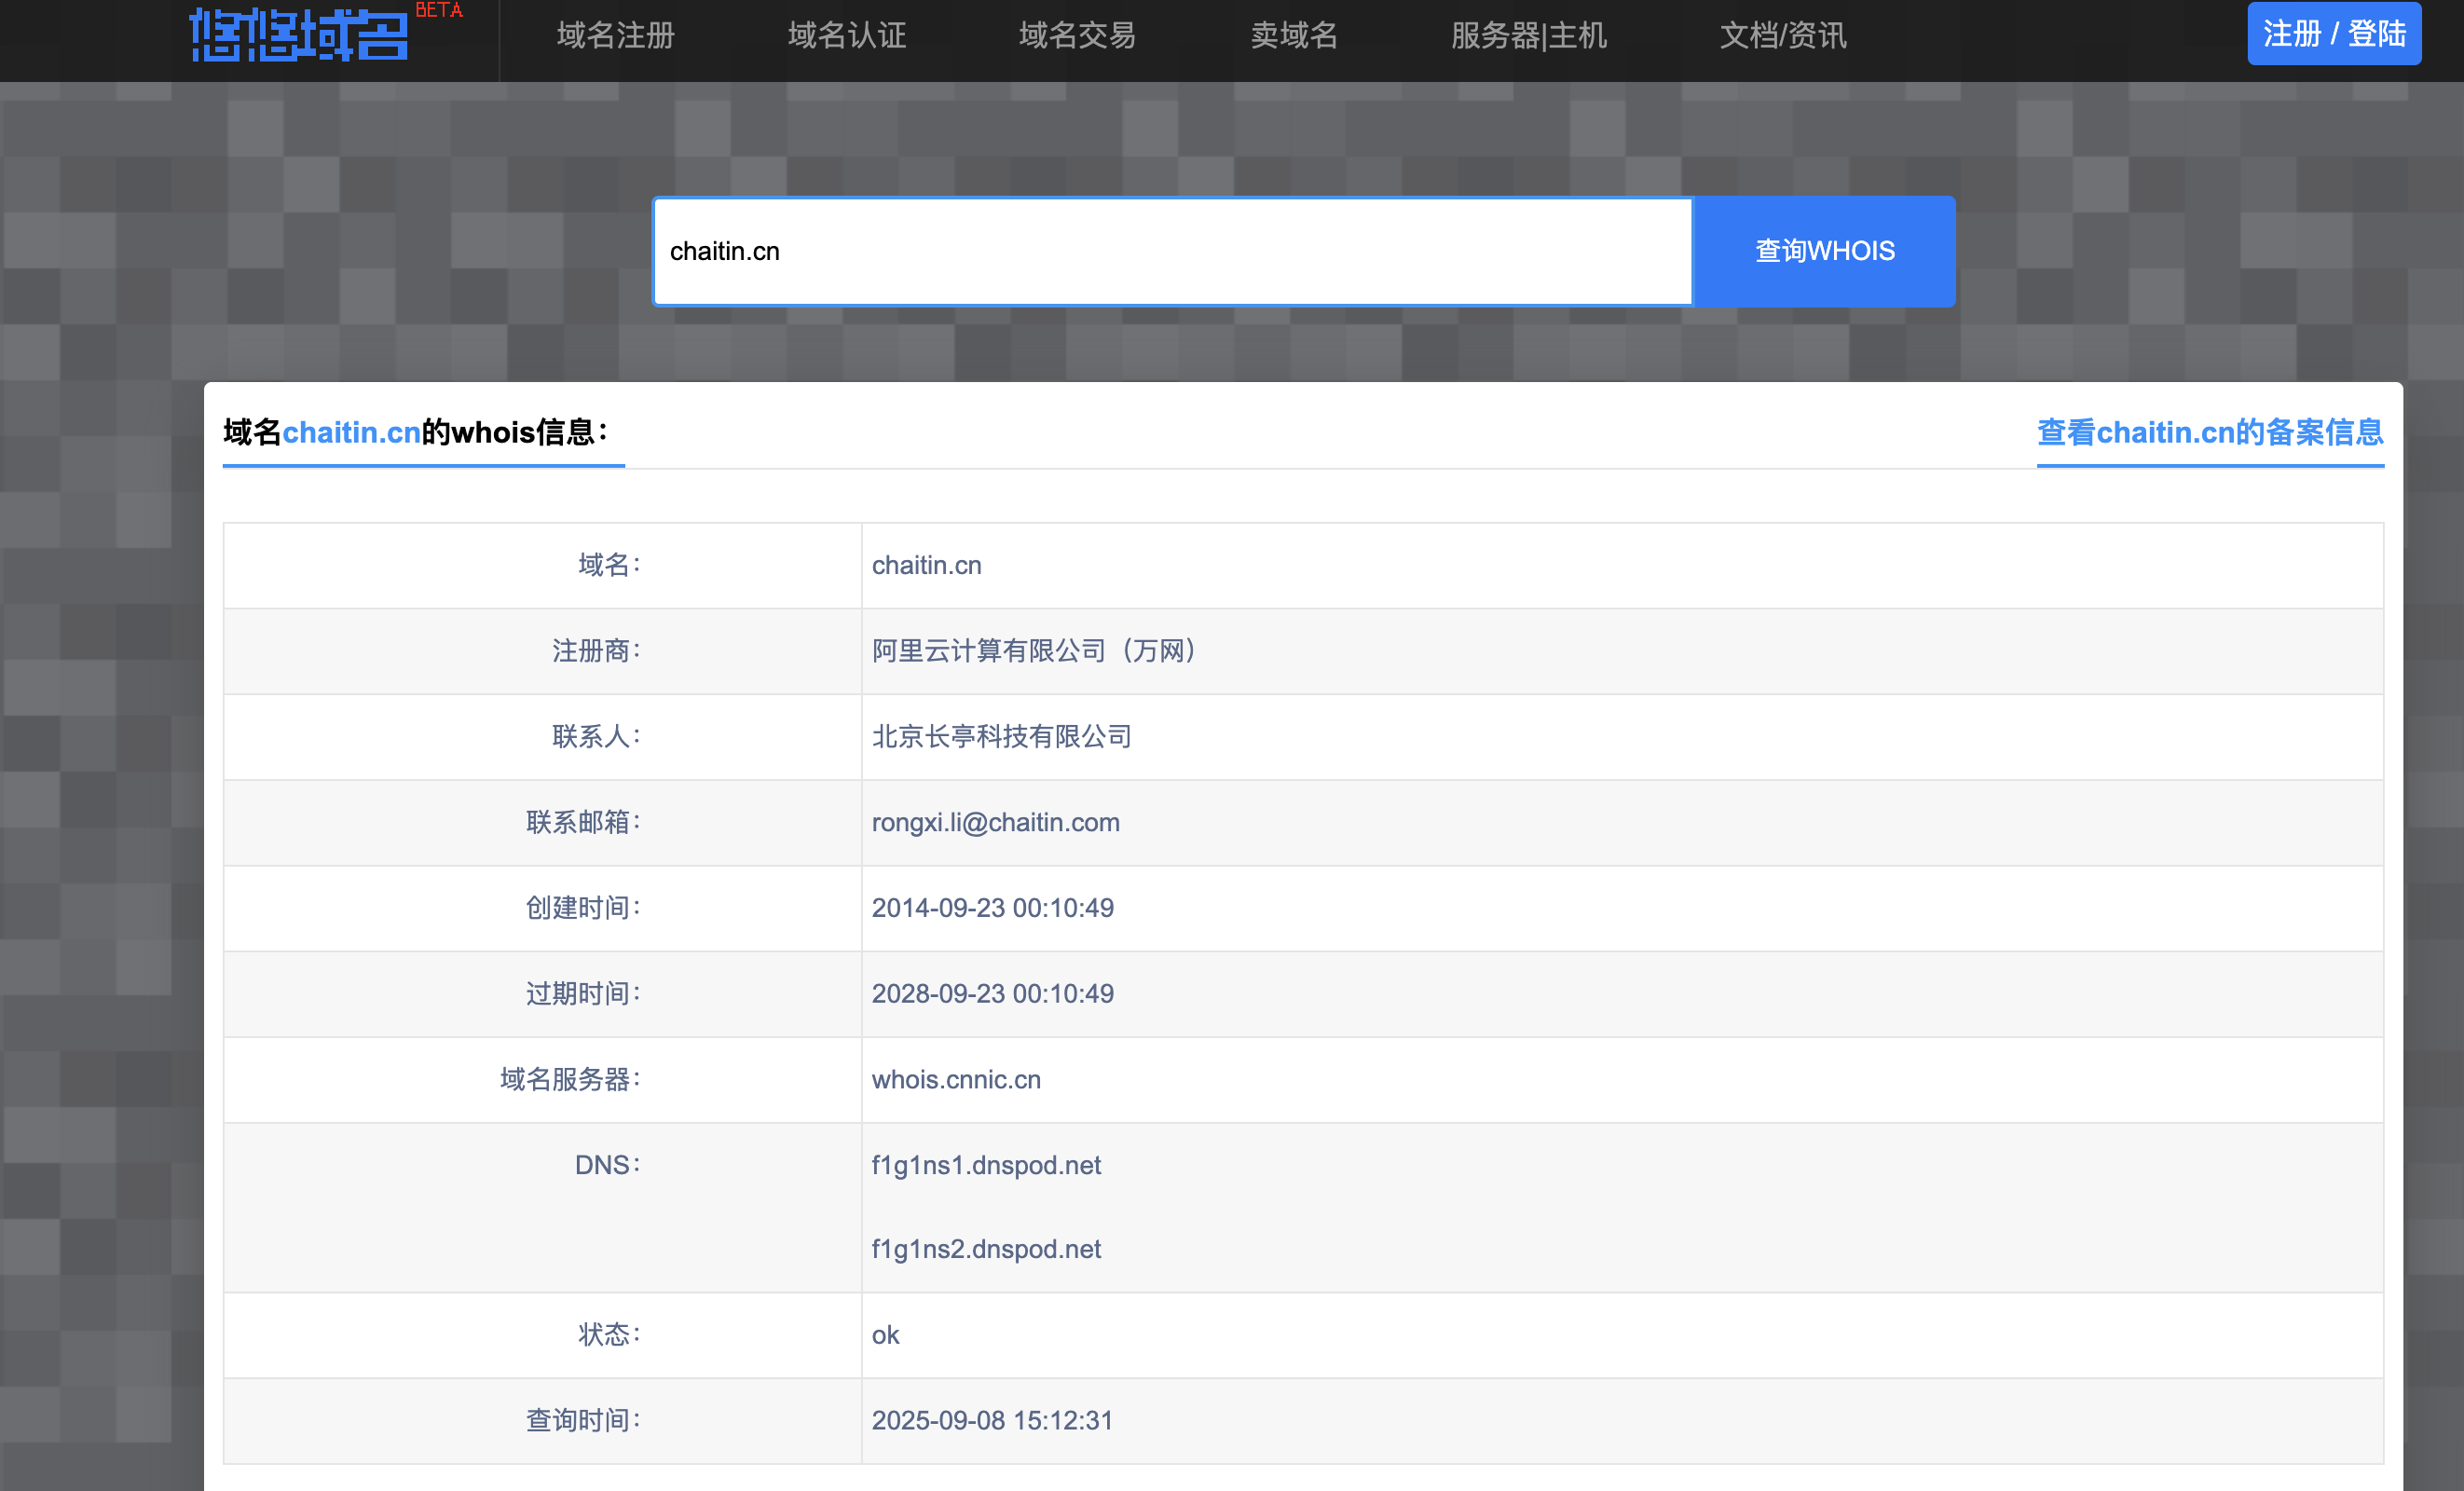 悠悠域名 BETA 域名注册 域名认证 域名交易 卖域名 服务器|主机 文档/资讯 注册 / 登陆
chaitin.cn 查询WHOIS
域名chaitin.cn的whois信息： 查看chaitin.cn的备案信息
域名： chaitin.cn
注册商： 阿里云计算有限公司（万网）
联系人： 北京长亭科技有限公司
联系邮箱： rongxi.li@chaitin.com
创建时间： 2014-09-23 00:10:49
过期时间： 2028-09-23 00:10:49
域名服务器： whois.cnnic.cn
DNS： f1g1ns1.dnspod.net
f1g1ns2.dnspod.net
状态： ok
查询时间： 2025-09-08 15:12:31